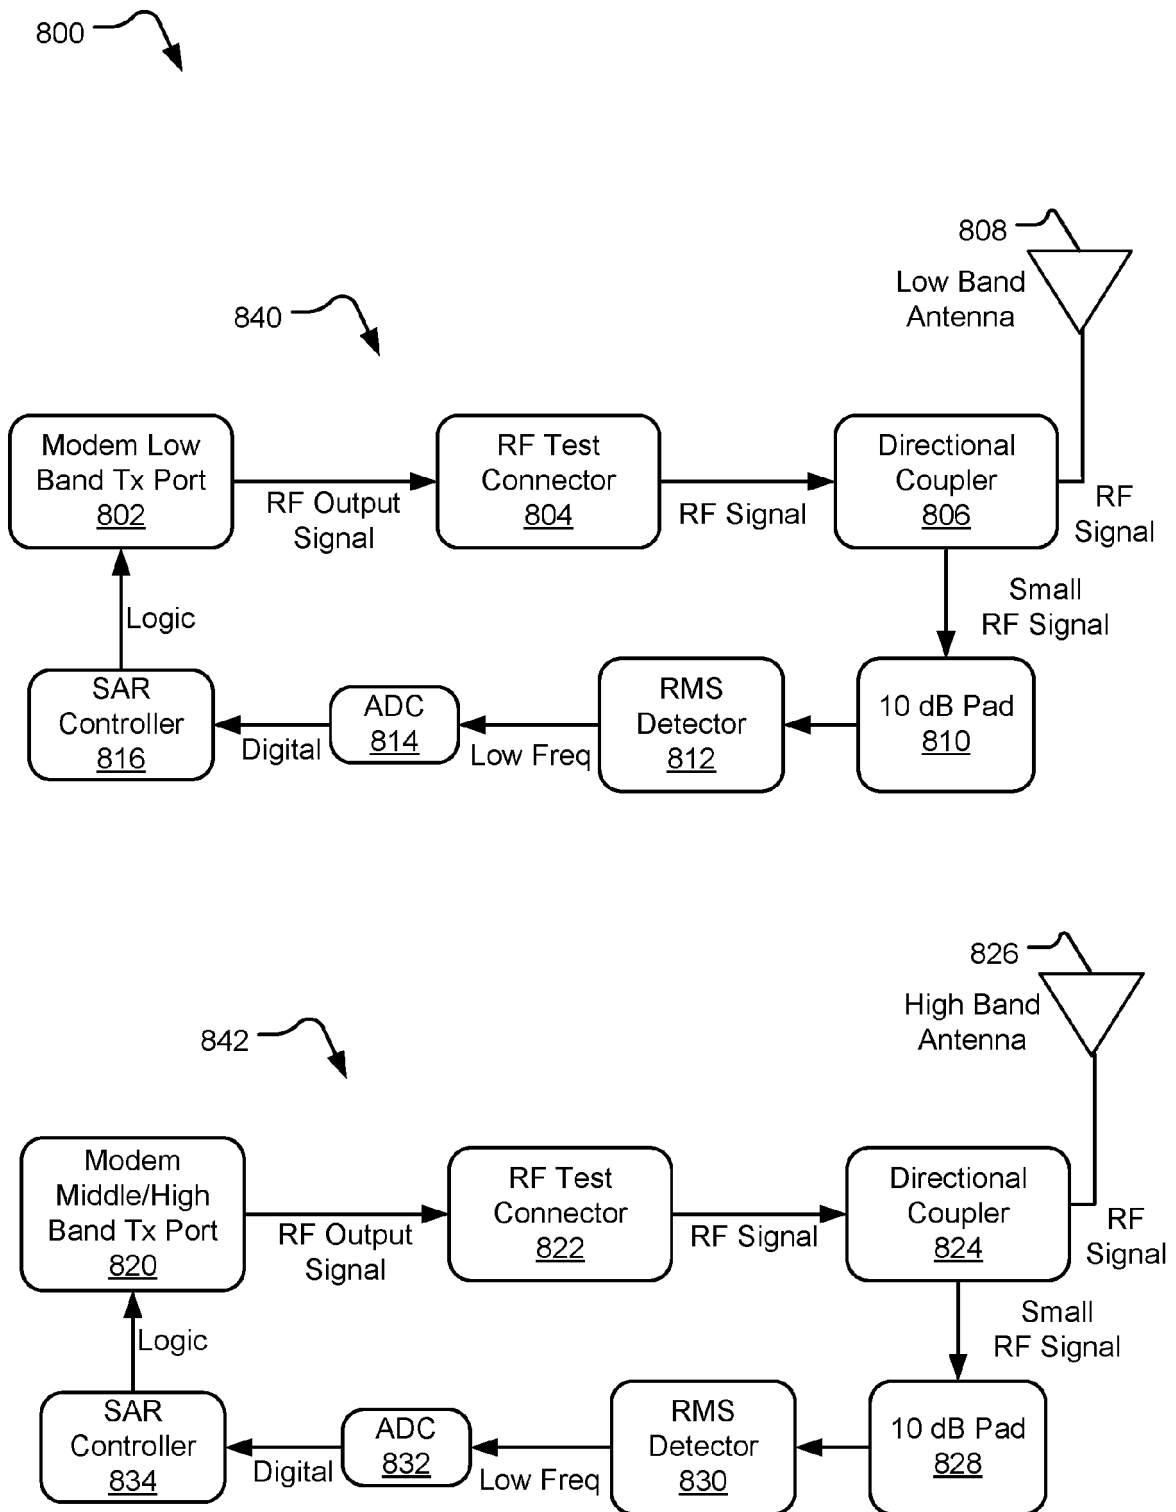 800
808
Low Band
Antenna
840
Modem Low
Band Tx Port
802
RF Output
Signal
RF Test
Connector
804
RF Signal
Directional
Coupler
806
RF
Signal
Logic
Small
RF Signal
SAR
Controller
816
Digital
ADC
814
Low Freq
RMS
Detector
812
10 dB Pad
810
826
High Band
Antenna
842
Modem
Middle/High
Band Tx Port
820
RF Output
Signal
RF Test
Connector
822
RF Signal
Directional
Coupler
824
RF
Signal
Logic
Small
RF Signal
SAR
Controller
834
Digital
ADC
832
Low Freq
RMS
Detector
830
10 dB Pad
828